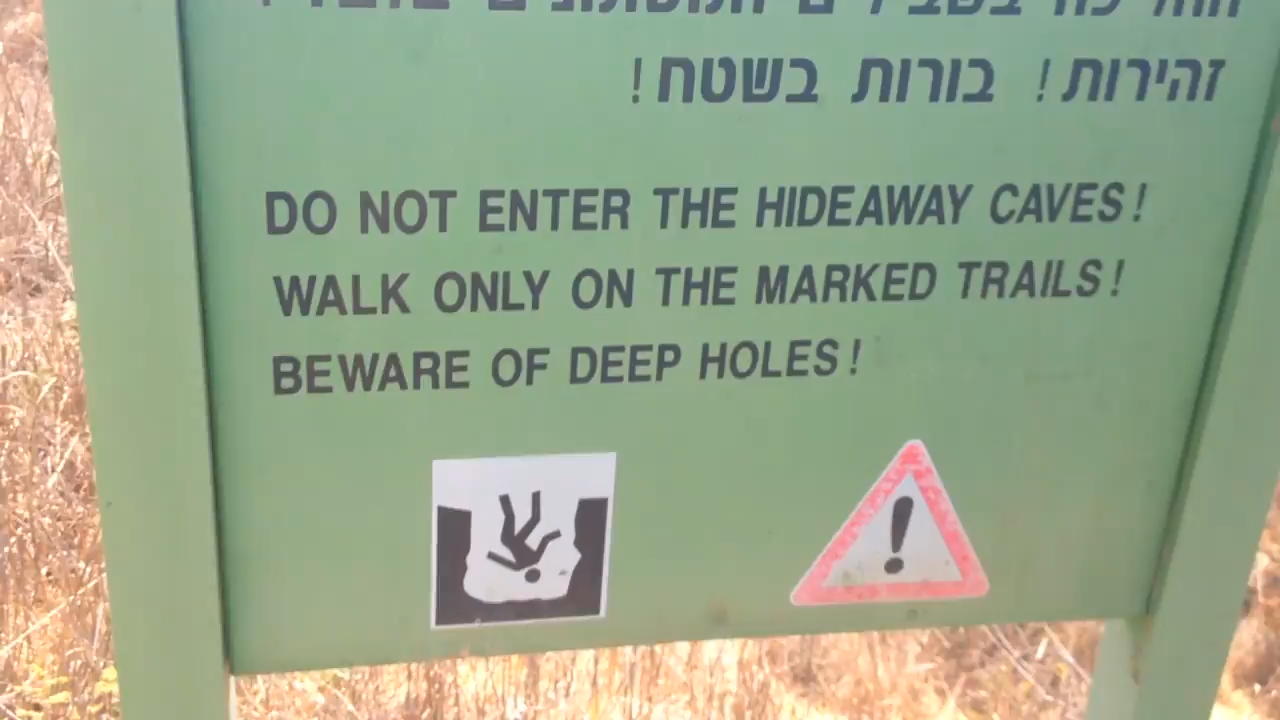 זהירות! בורות בשטח!
DO NOT ENTER THE HIDEAWAY CAVES!
WALK ONLY ON THE MARKED TRAILS!
BEWARE OF DEEP HOLES!